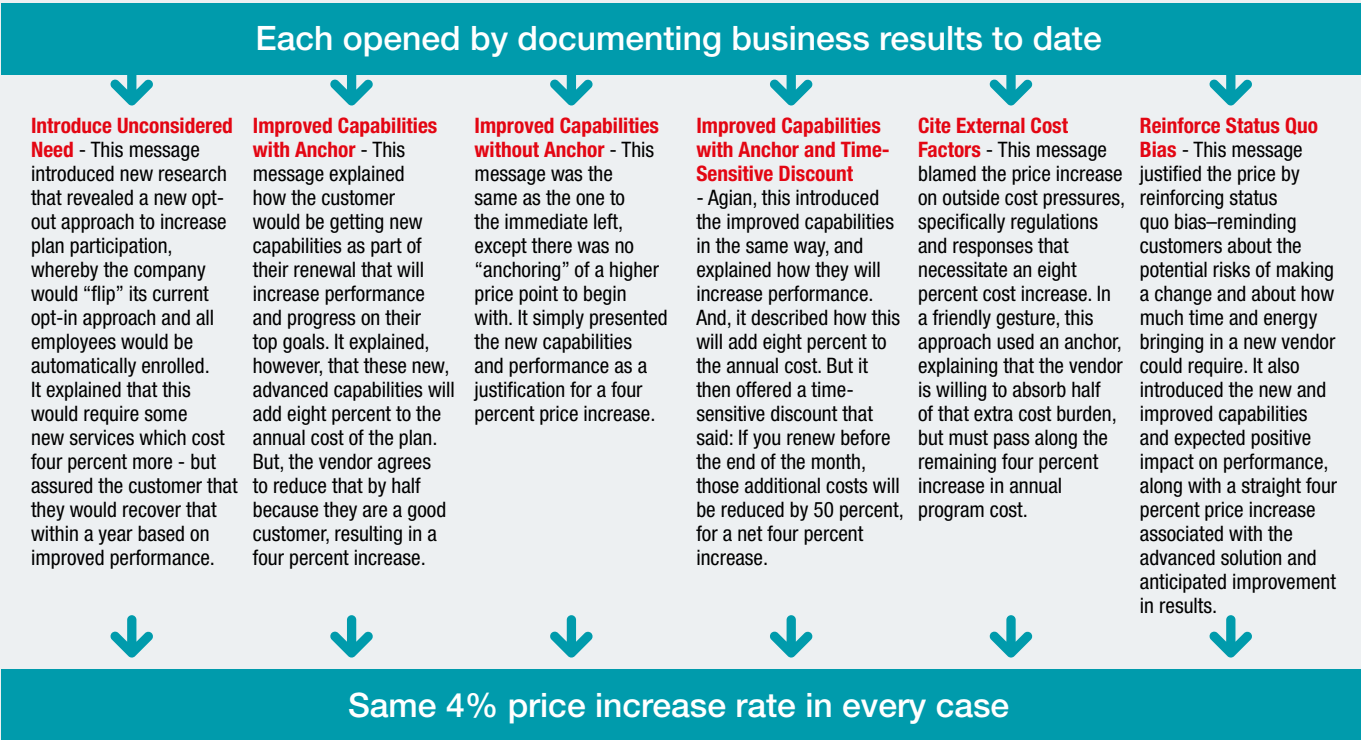 Each opened by documenting business results to date
Introduce Unconsidered
Need - This message
introduced new research
that revealed a new opt-
out approach to increase
plan participation,
whereby the company
would “flip” its current
opt-in approach and all
employees would be
automatically enrolled.
It explained that this
would require some
new services which cost
four percent more - but
assured the customer that
they would recover that
within a year based on
improved performance.
Improved Capabilities
with Anchor - This
message explained
how the customer
would be getting new
capabilities as part of
their renewal that will
increase performance
and progress on their
top goals. It explained,
however, that these new,
advanced capabilities will
add eight percent to the
annual cost of the plan.
But, the vendor agrees
to reduce that by half
because they are a good
customer, resulting in a
four percent increase.
Improved Capabilities
without Anchor - This
message was the
same as the one to
the immediate left,
except there was no
“anchoring” of a higher
price point to begin
with. It simply presented
the new capabilities
and performance as a
justification for a four
percent price increase.
Improved Capabilities
with Anchor and Time-
Sensitive Discount
- Agian, this introduced
the improved capabilities
in the same way, and
explained how they will
increase performance.
And, it described how this
will add eight percent to
the annual cost. But it
then offered a time-
sensitive discount that
said: If you renew before
the end of the month,
those additional costs will
be reduced by 50 percent,
for a net four percent
increase.
Cite External Cost
Factors - This message
blamed the price increase
on outside cost pressures,
specifically regulations
and responses that
necessitate an eight
percent cost increase. In
a friendly gesture, this
approach used an anchor,
explaining that the vendor
is willing to absorb half
of that extra cost burden,
but must pass along the
remaining four percent
increase in annual
program cost.
Reinforce Status Quo
Bias - This message
justified the price by
reinforcing status
quo bias–reminding
customers about the
potential risks of making
a change and about how
much time and energy
bringing in a new vendor
could require. It also
introduced the new and
improved capabilities
and expected positive
impact on performance,
along with a straight four
percent price increase
associated with the
advanced solution and
anticipated improvement
in results.
Same 4% price increase rate in every case